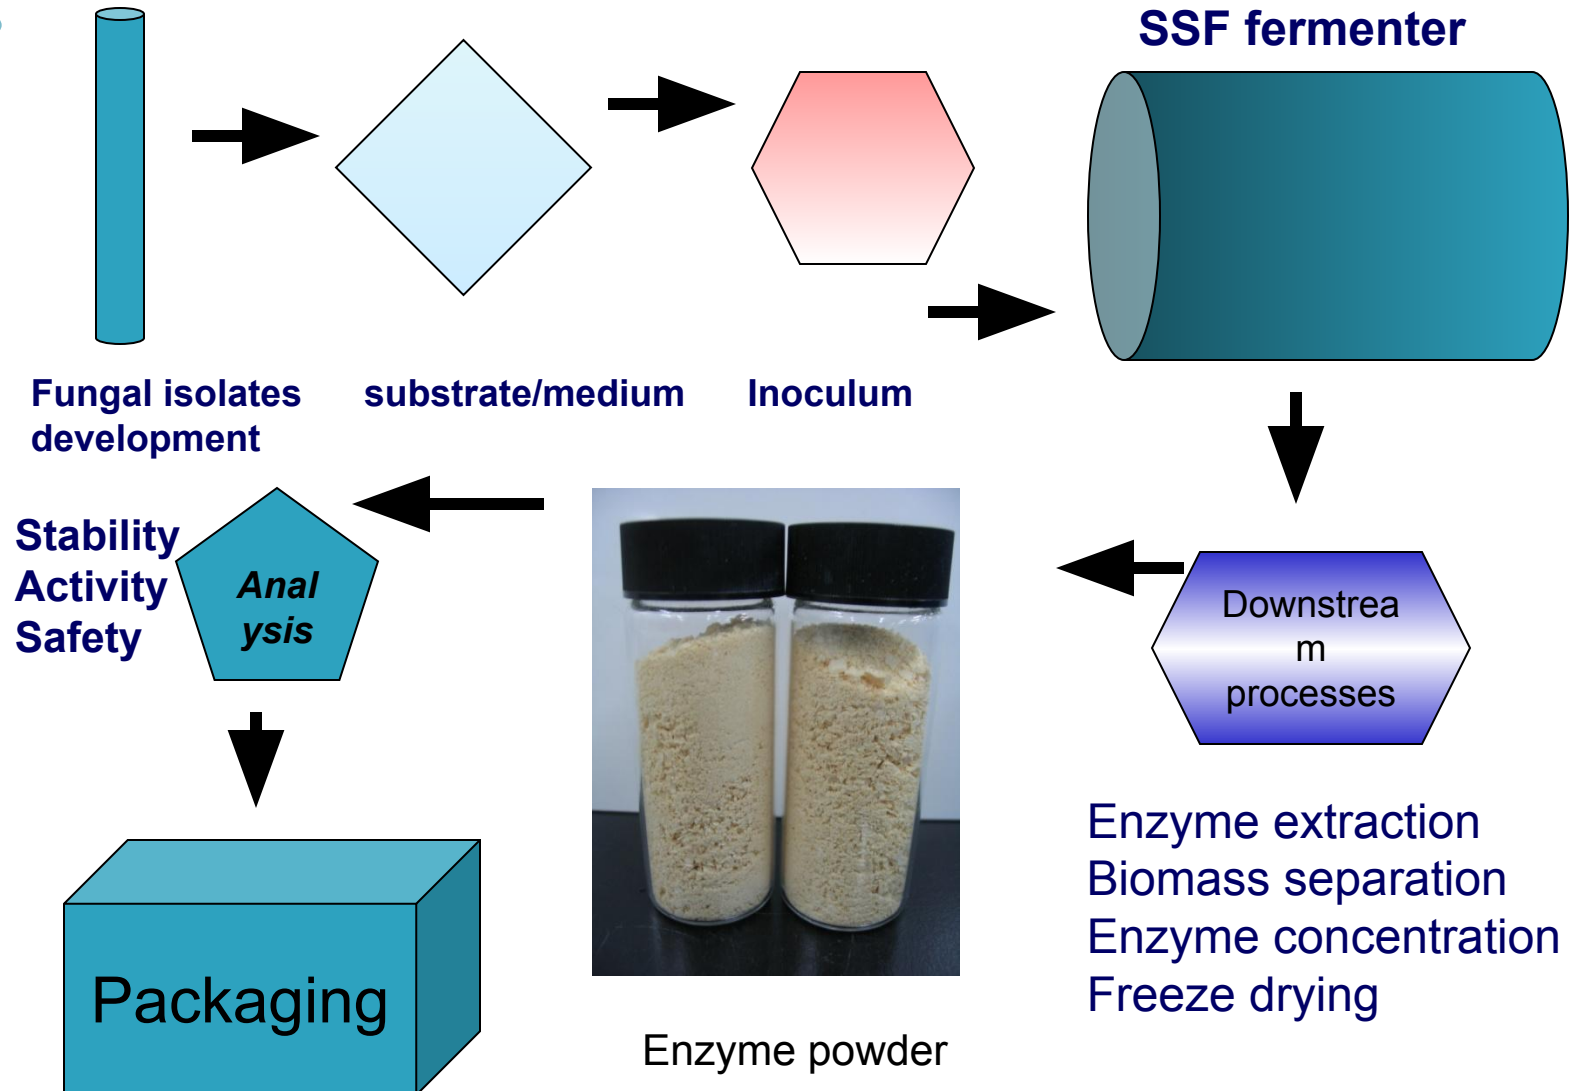 SSF fermenter
Fungal isolates
development
substrate/medium
Inoculum
Stability
Activity
Safety
Anal
ysis
Downstrea
m
processes
Enzyme extraction
Biomass separation
Enzyme concentration
Freeze drying
Packaging
Enzyme powder